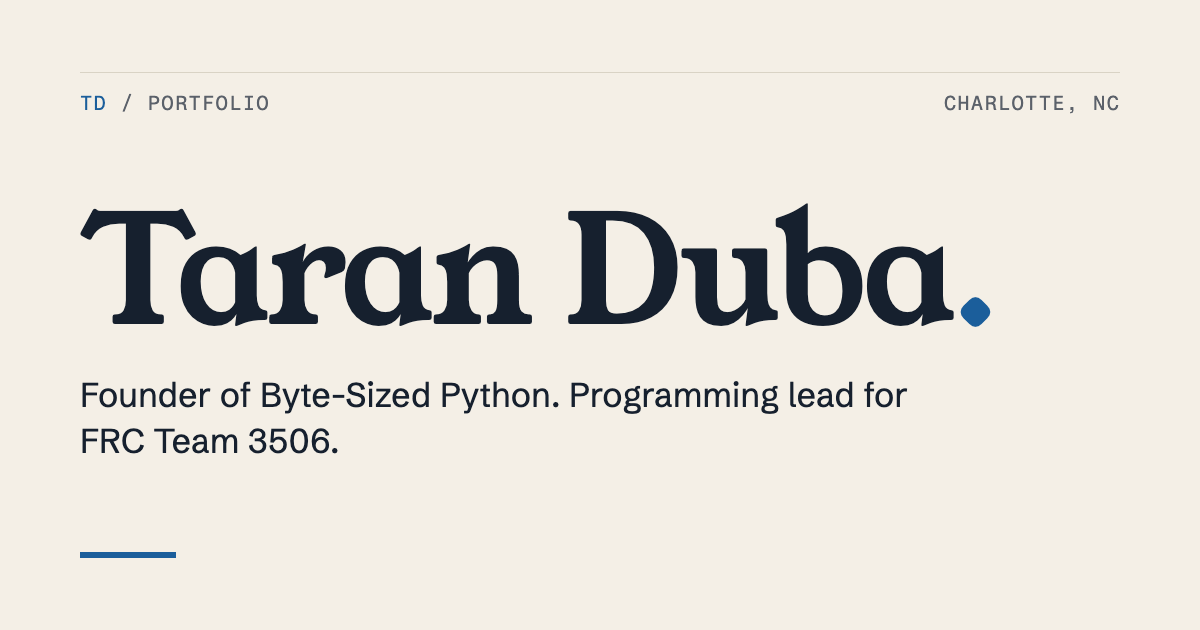 TD / PORTFOLIO
CHARLOTTE, NC
Taran Duba.
Founder of Byte-Sized Python. Programming lead for
FRC Team 3506.